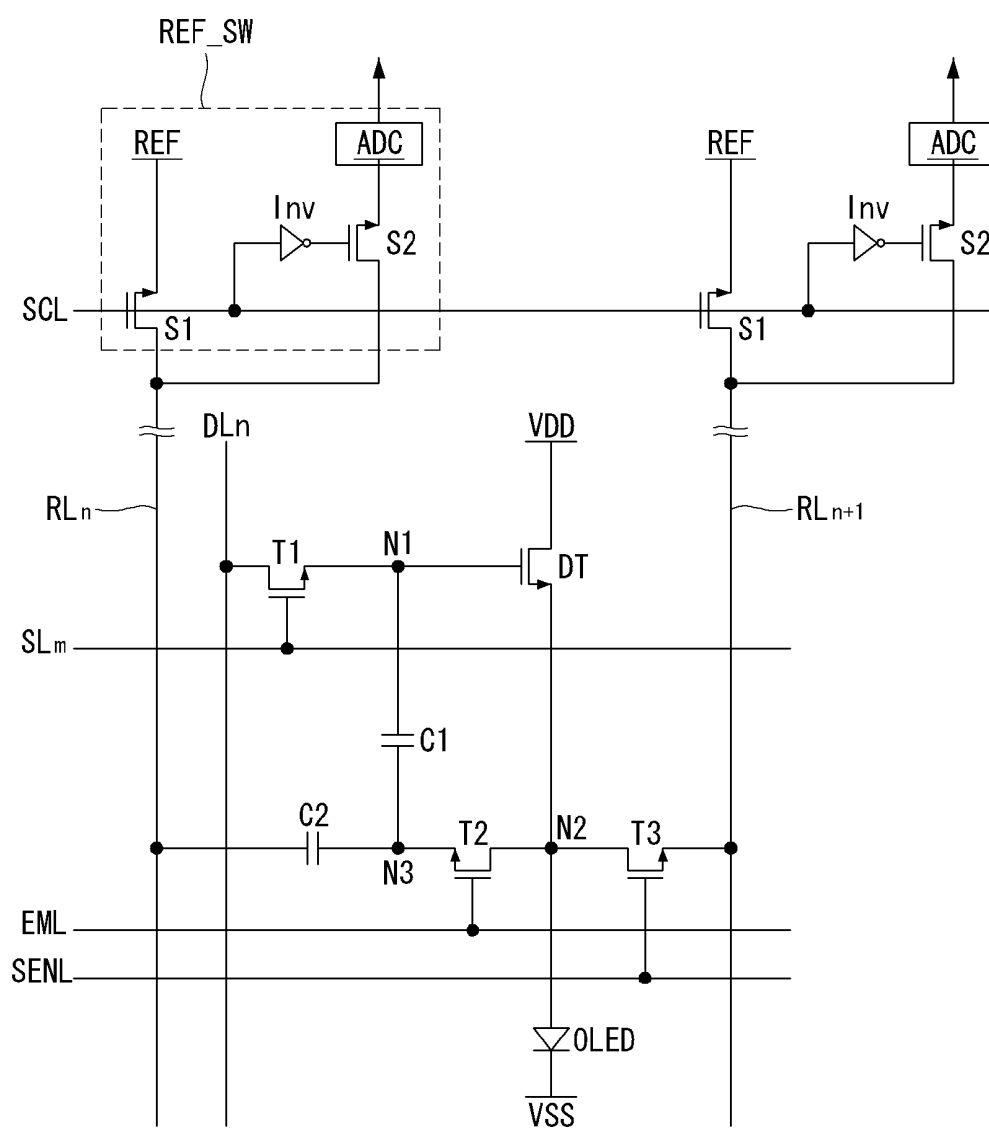 REF_SW
REF
ADC
REF
ADC
Inv
S2
Inv
S2
SCL
S1
S1
DLn
VDD
RLn
RLn+1
T1
N1
DT
SLm
C1
C2
T2
N2
T3
N3
EML
SENL
OLED
VSS